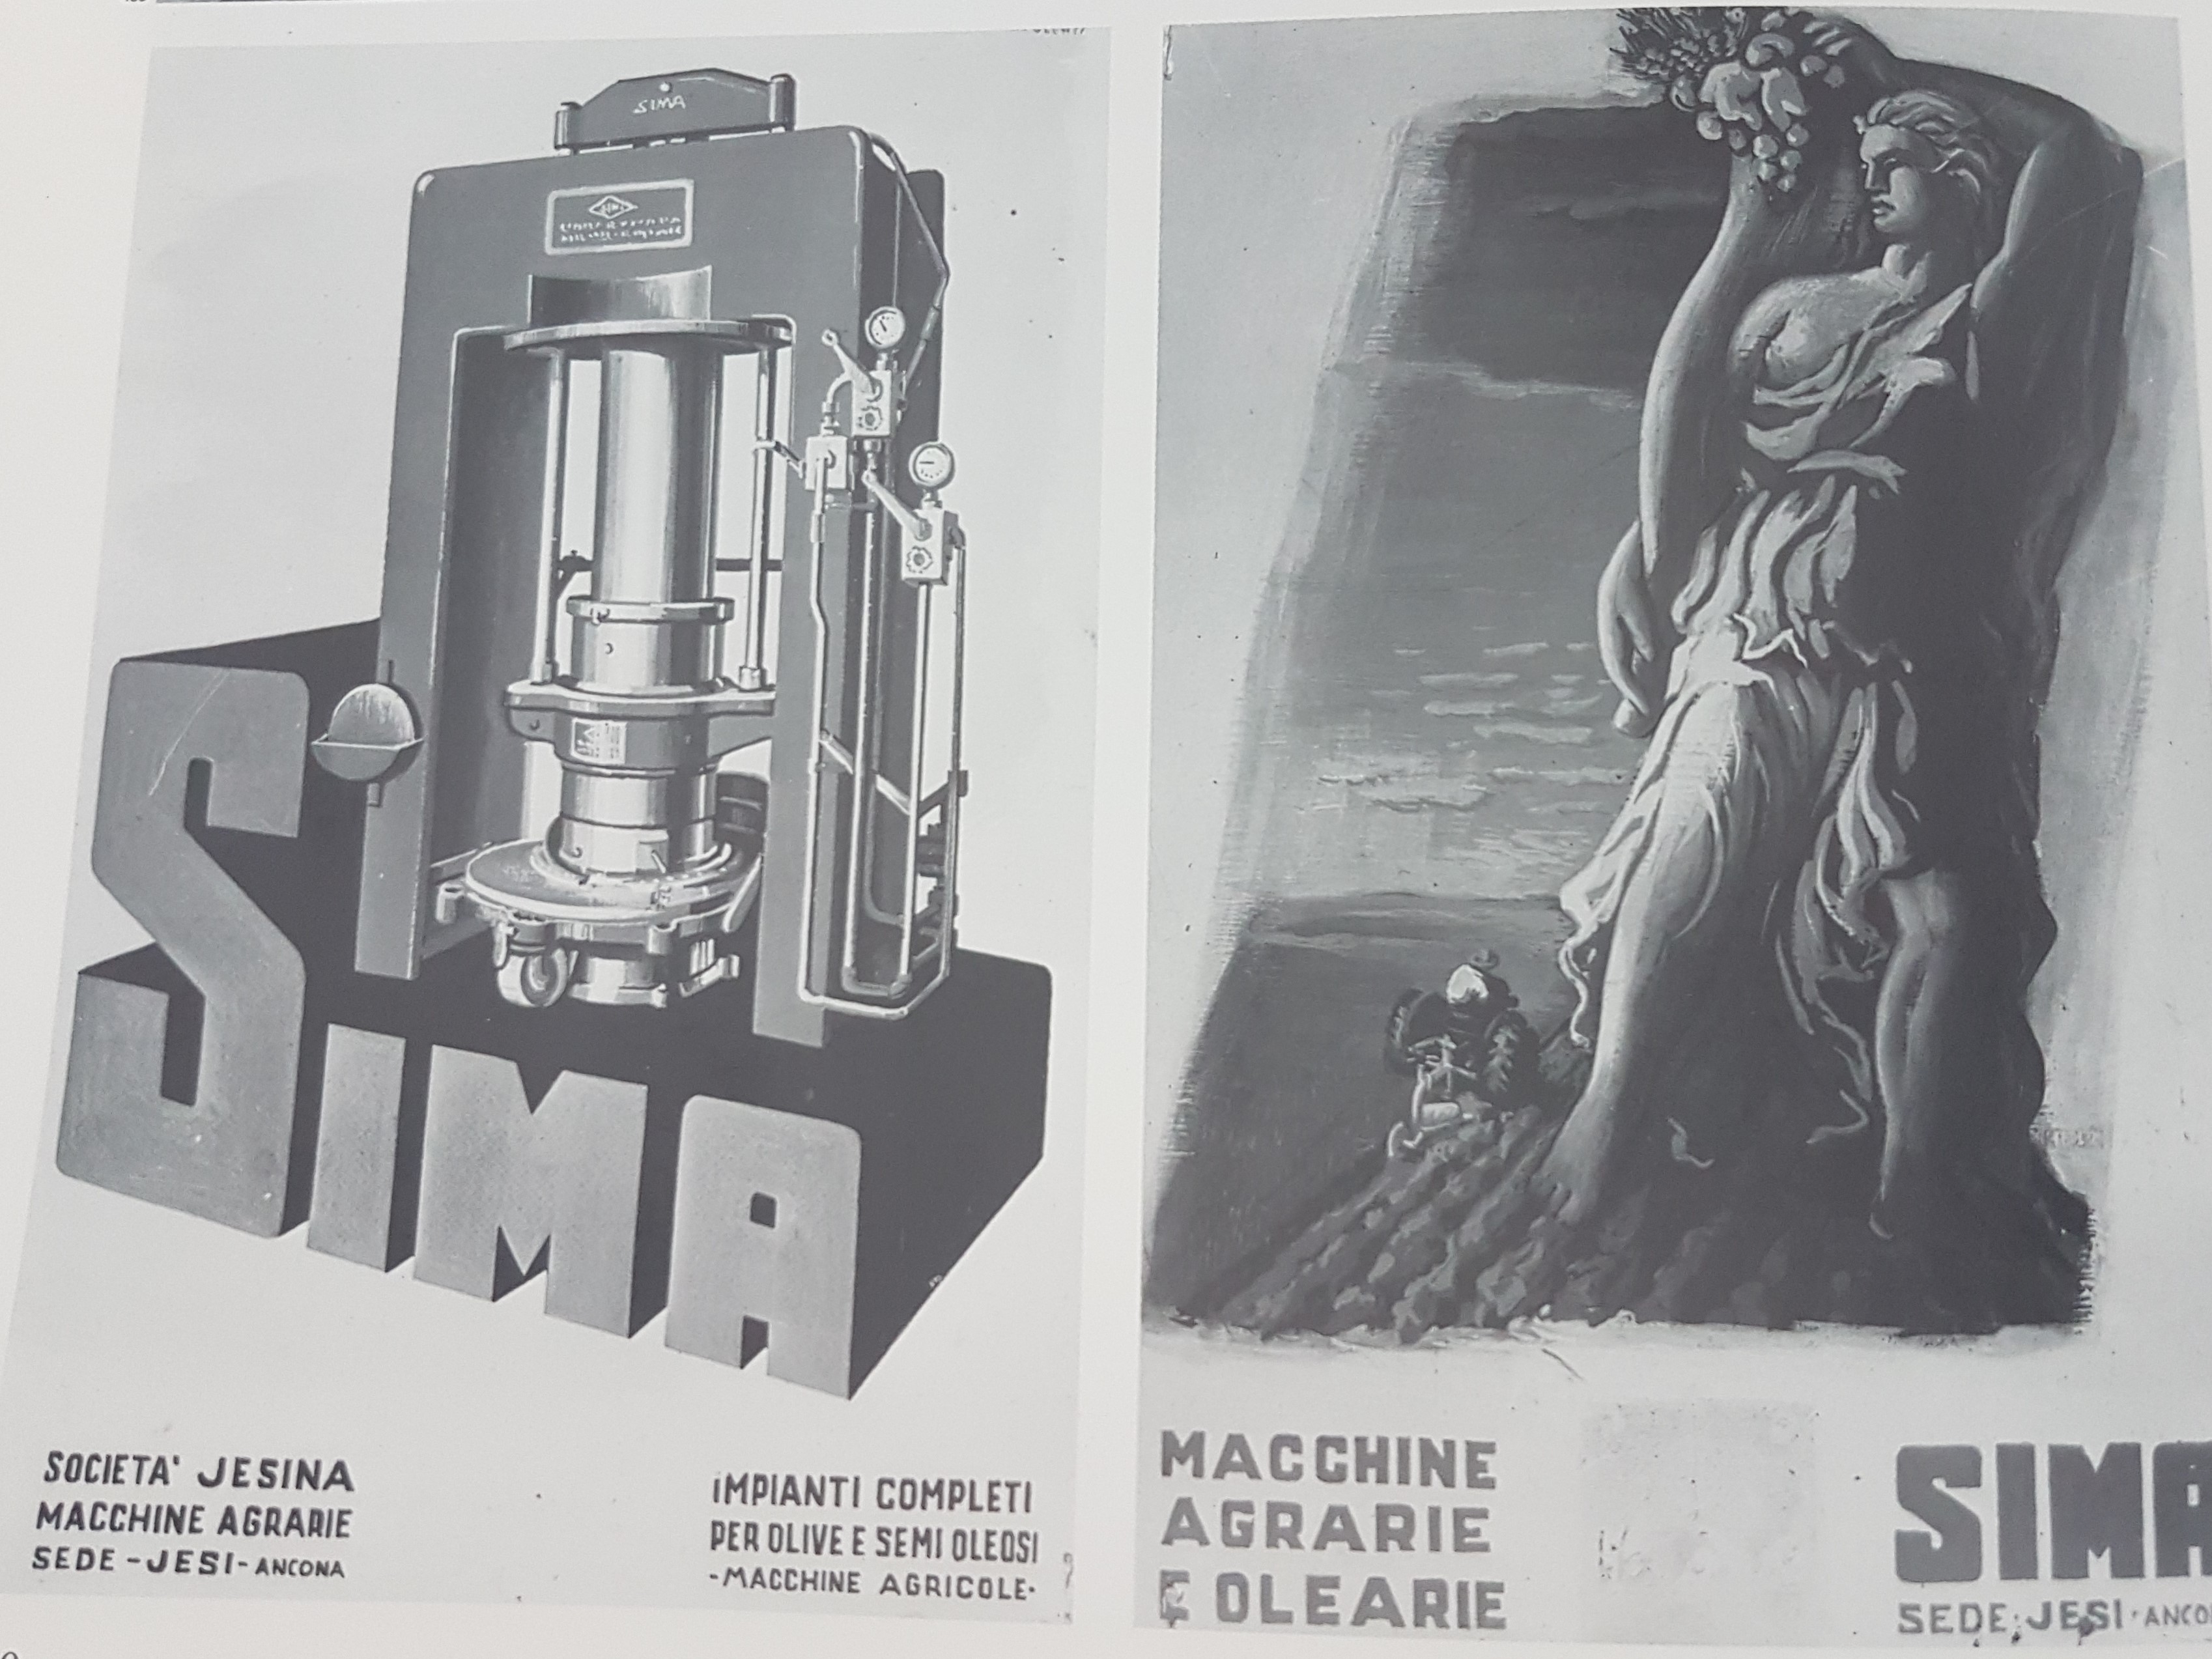 SIMA
SIMA
SOCIETA' JESINA
MACCHINE AGRARIE
SEDE - JESI - ANCONA
IMPIANTI COMPLETI
PER OLIVE E SEMI OLEOSI
- MACCHINE AGRICOLE -
MACCHINE
AGRARIE
E OLEARIE
SIMA
SEDE: JESI · ANCO